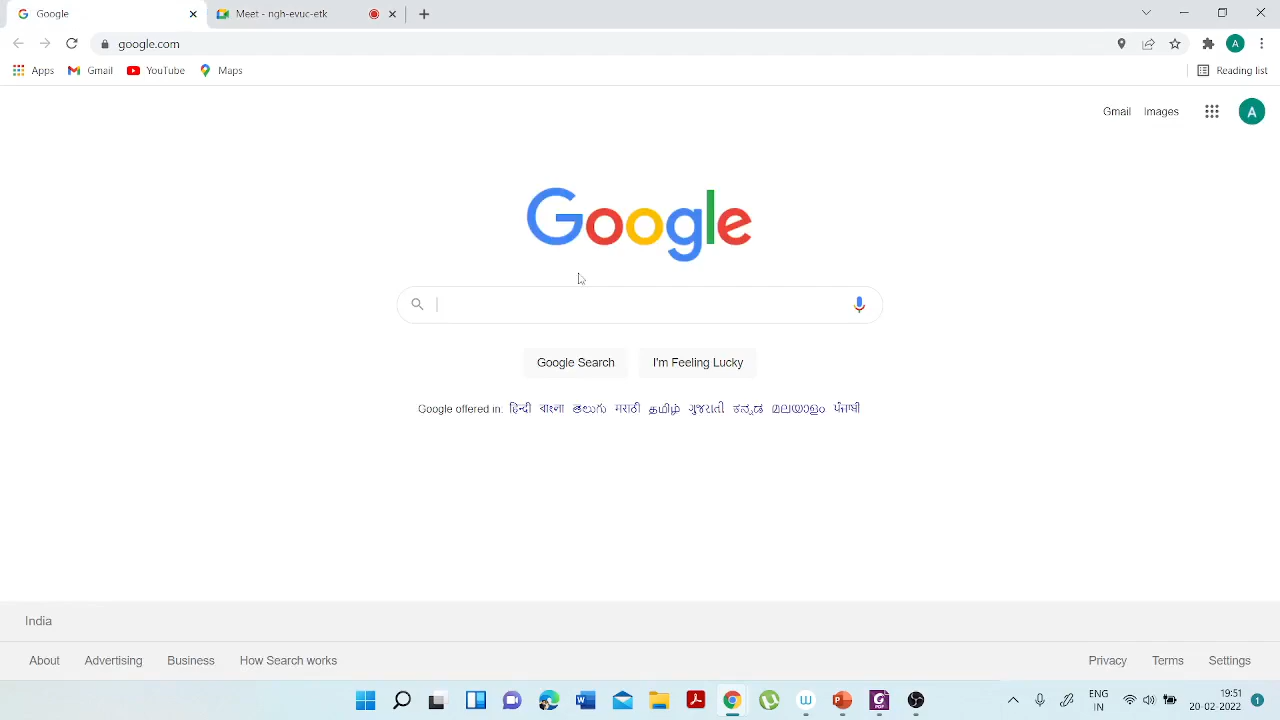 Google
Meet - ngh-evuc-etk
google.com
Apps
Gmail
YouTube
Maps
Reading list
A
Gmail
Images
A
Google
Google Search
I'm Feeling Lucky
Google offered in: हिन्दी বাংলা తెలుగు मराठी தமிழ் ગુજરાતી ಕನ್ನಡ മലയാളം ਪੰਜਾਬੀ
India
About
Advertising
Business
How Search works
Privacy
Terms
Settings
ENG
IN
19:51
20-02-2022
1